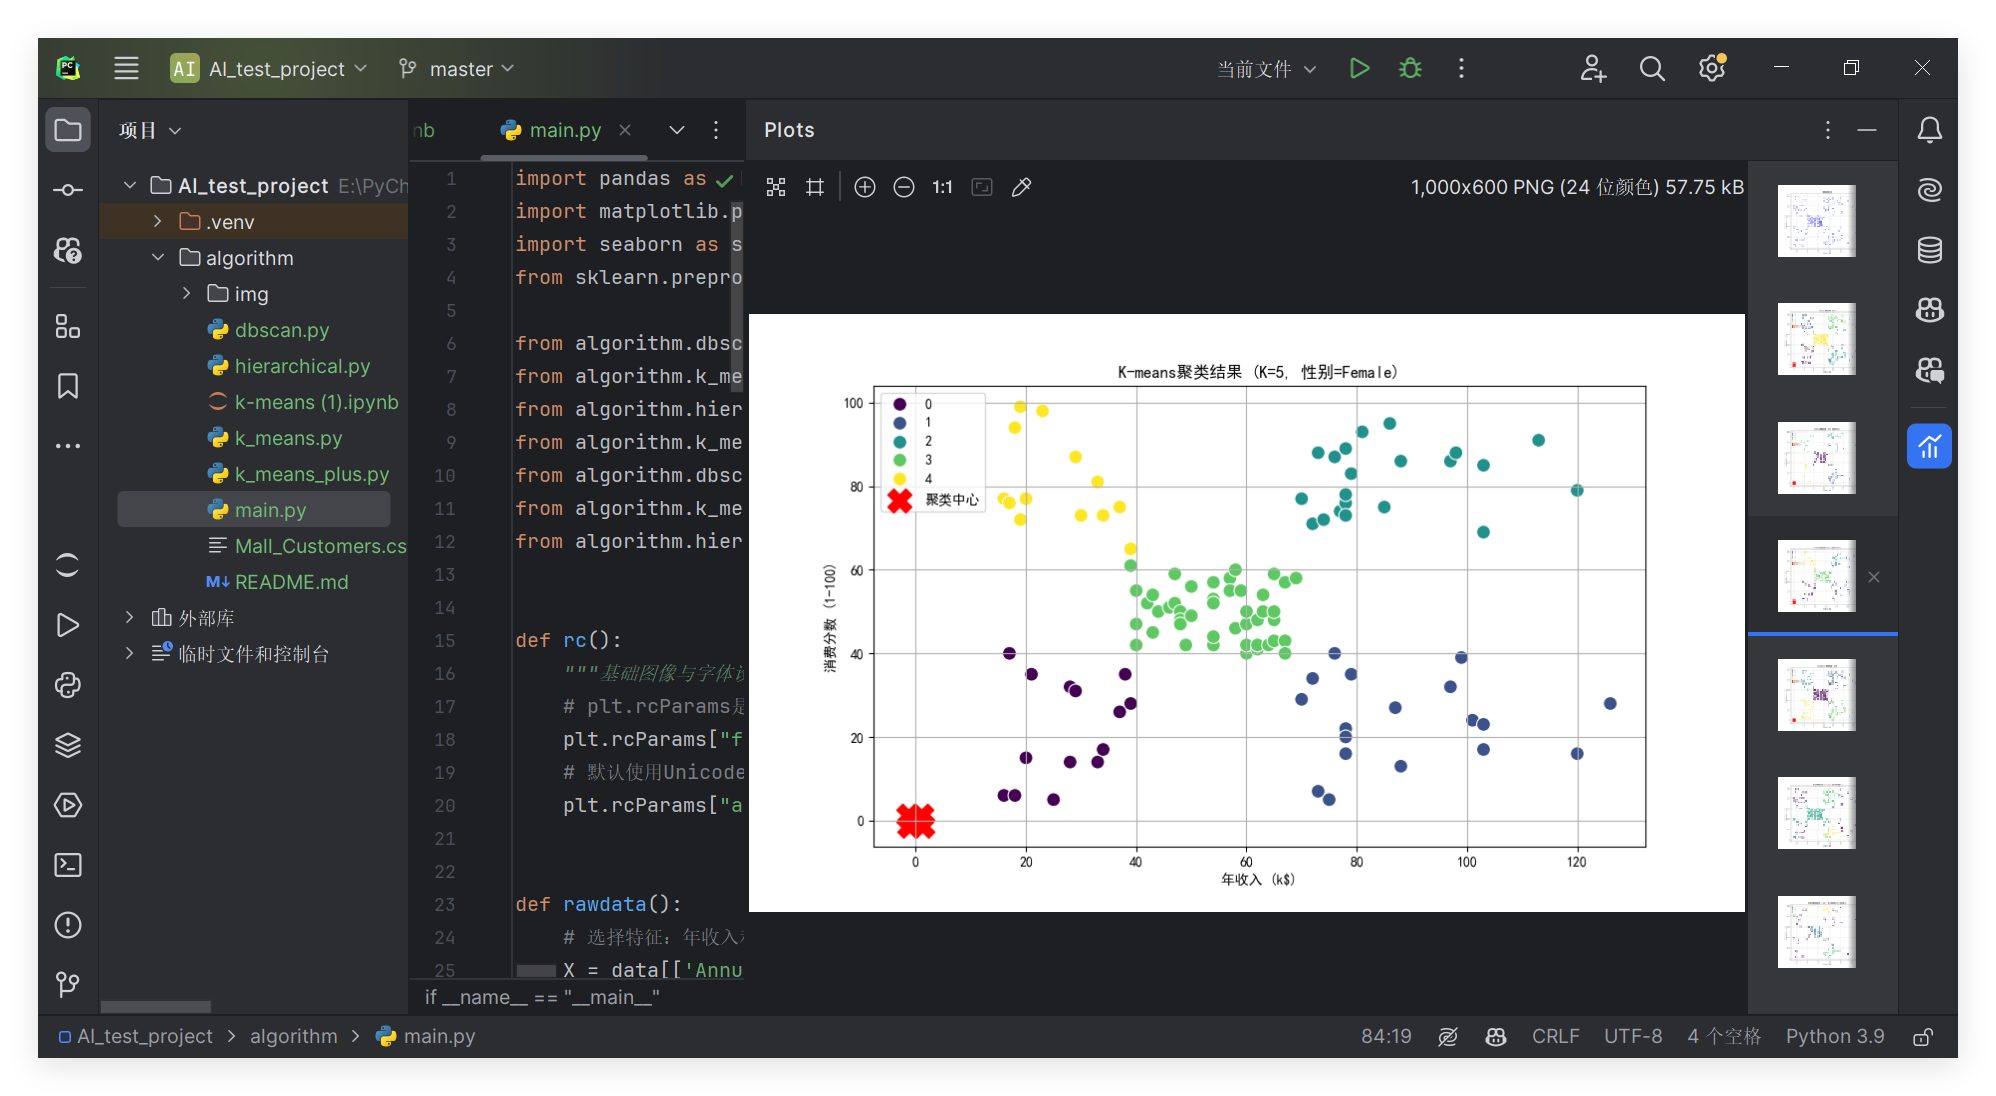 AI AI_test_project master 当前文件
项目
AI_test_project E:\PyCh
.venv
algorithm
img
dbscan.py
hierarchical.py
k-means (1).ipynb
k_means.py
k_means_plus.py
main.py
Mall_Customers.cs
README.md
外部库
临时文件和控制台
nb main.py
1 import pandas as
2 import matplotlib.p
3 import seaborn as s
4 from sklearn.prepro
5
6 from algorithm.dbsc
7 from algorithm.k_me
8 from algorithm.hier
9 from algorithm.k_me
10 from algorithm.dbsc
11 from algorithm.k_me
12 from algorithm.hier
13
14
15 def rc():
16 """基础图像与字体设
17 # plt.rcParams是
18 plt.rcParams["f
19 # 默认使用Unicode
20 plt.rcParams["a
21
22
23 def rawdata():
24 # 选择特征：年收入和
25 X = data[['Annu
if __name__ == "__main__"
Plots
1:1 1,000x600 PNG (24 位颜色) 57.75 kB
K-means聚类结果 (K=5, 性别=Female)
0
1
2
3
4
聚类中心
消费分数 (1-100)
100
80
60
40
20
0
0 20 40 60 80 100 120
年收入 (k$)
AI_test_project > algorithm > main.py
84:19 CRLF UTF-8 4 个空格 Python 3.9